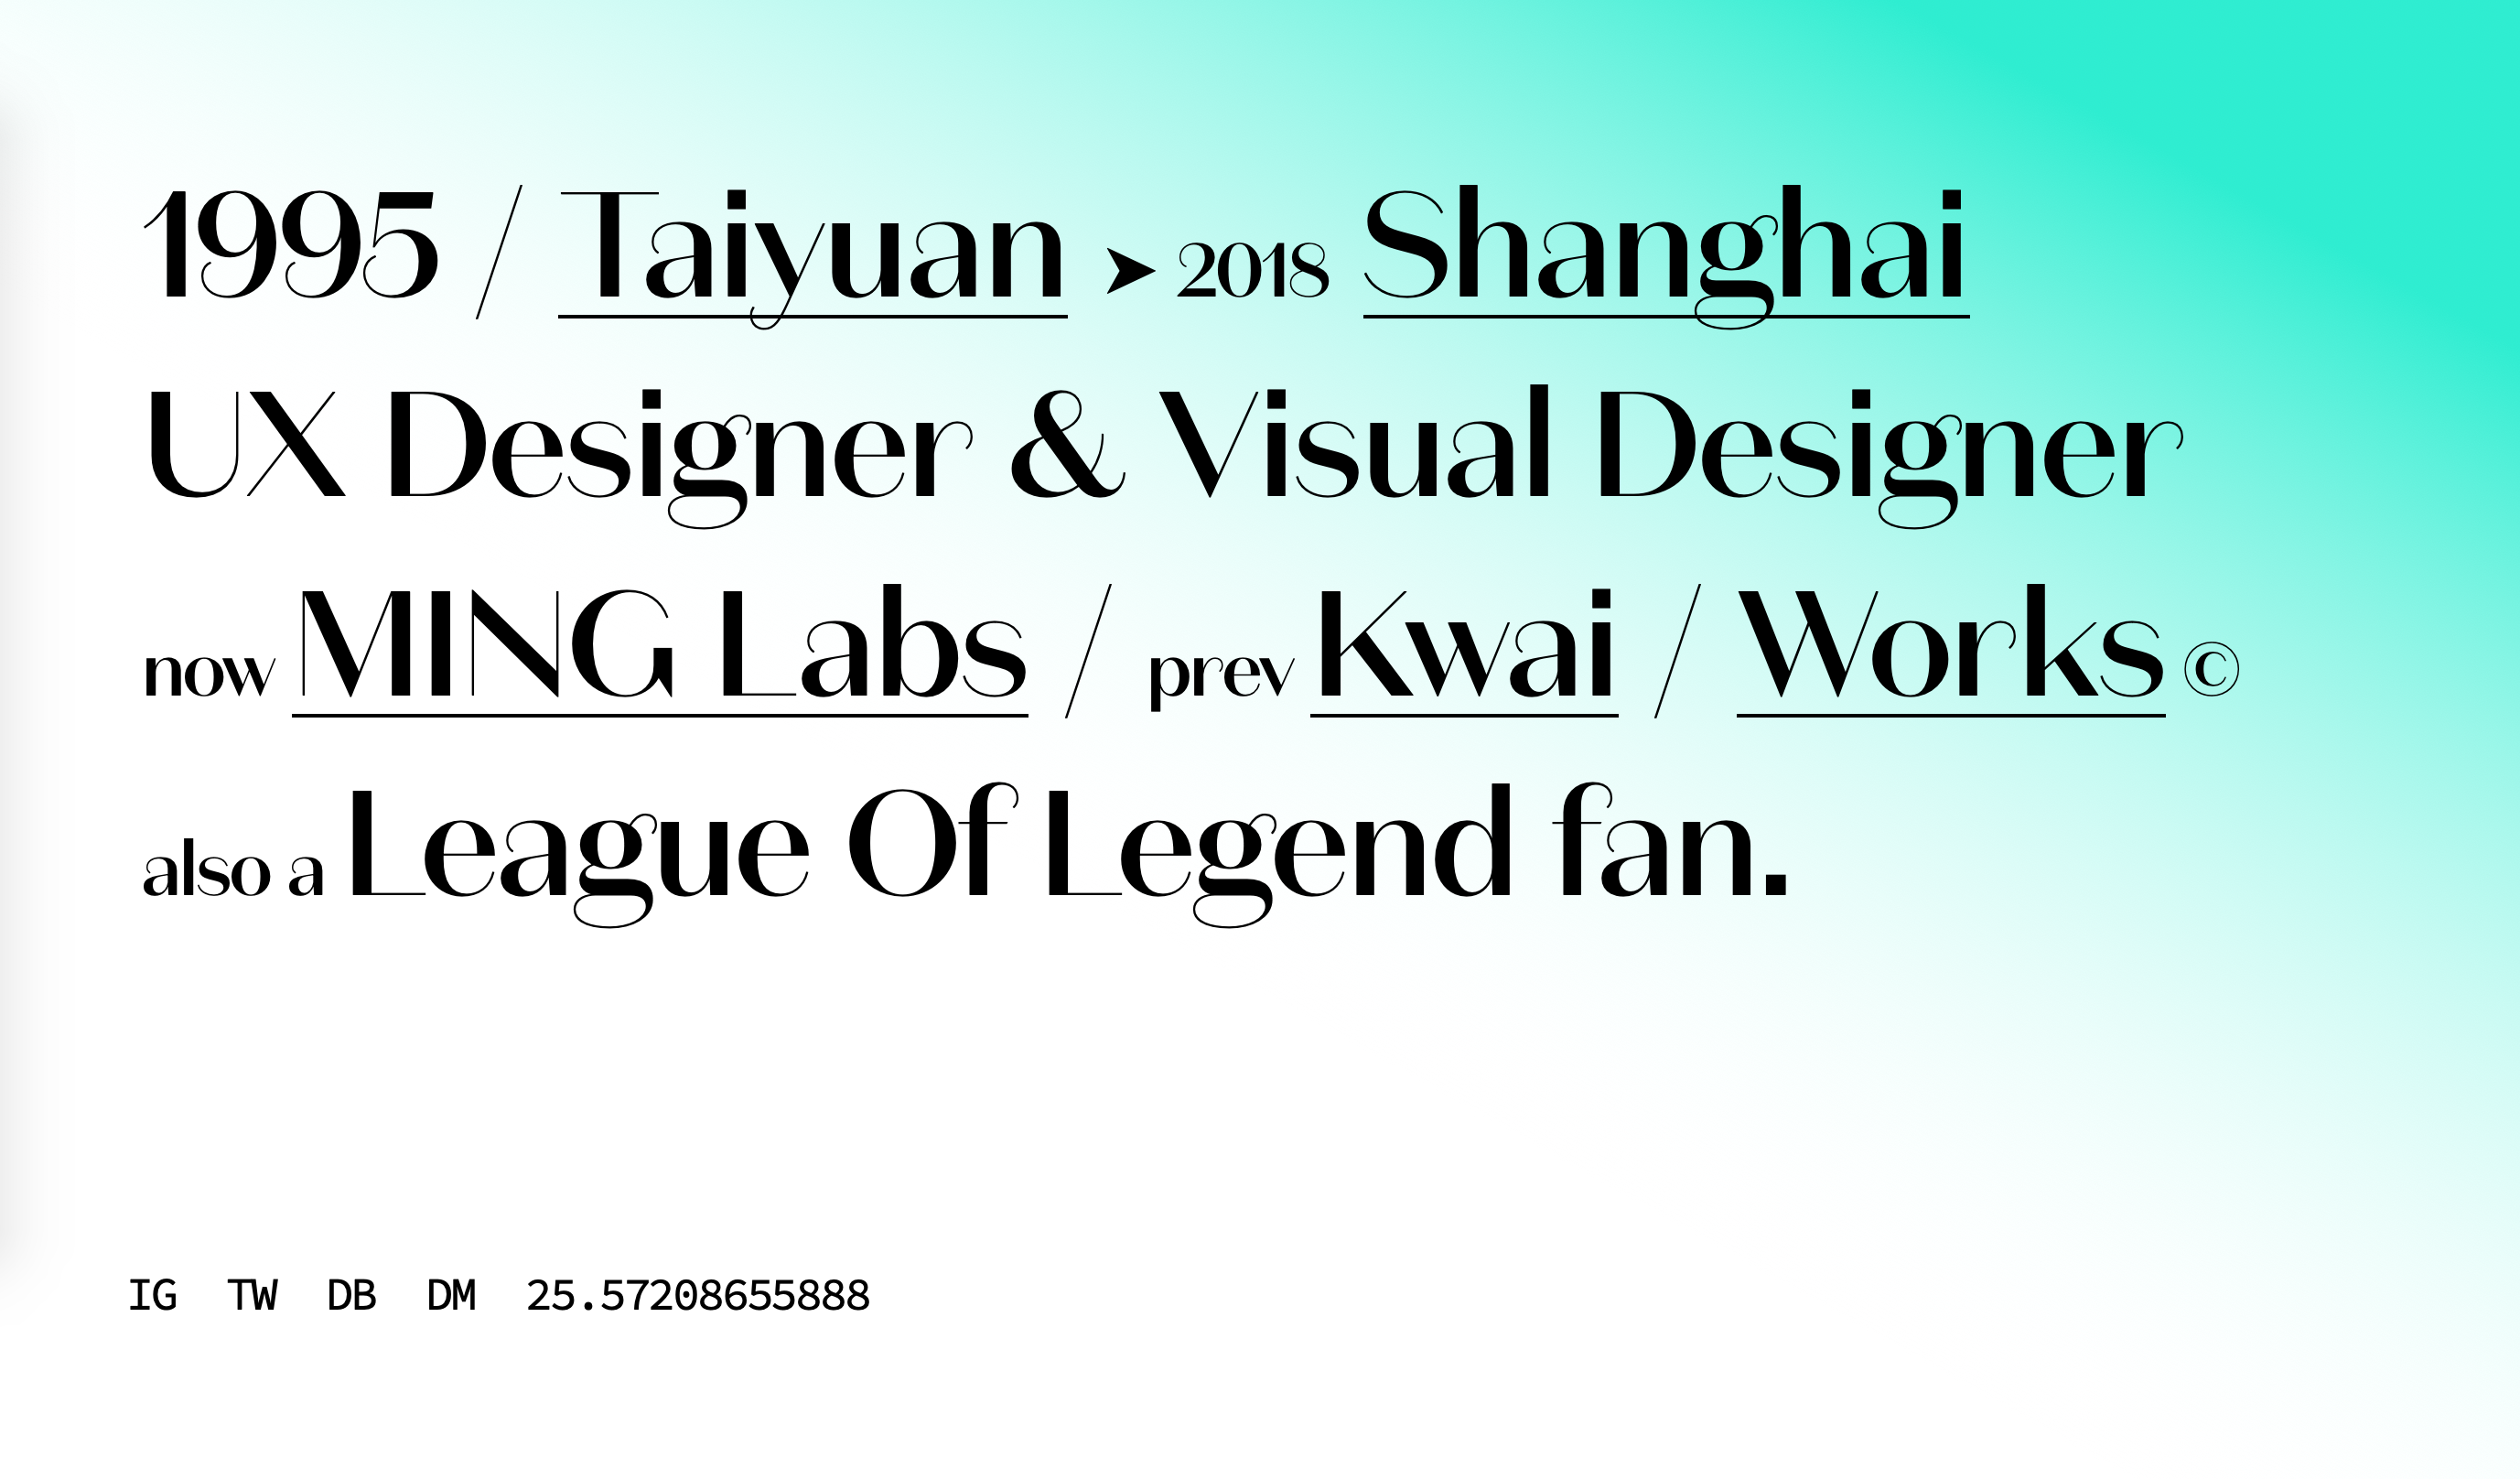 1995 / Taiyuan ➤ 2018 Shanghai
UX Designer & Visual Designer
now MING Labs / prev Kwai / Works ©
also a League Of Legend fan.
IG TW DB DM 25.57208655888